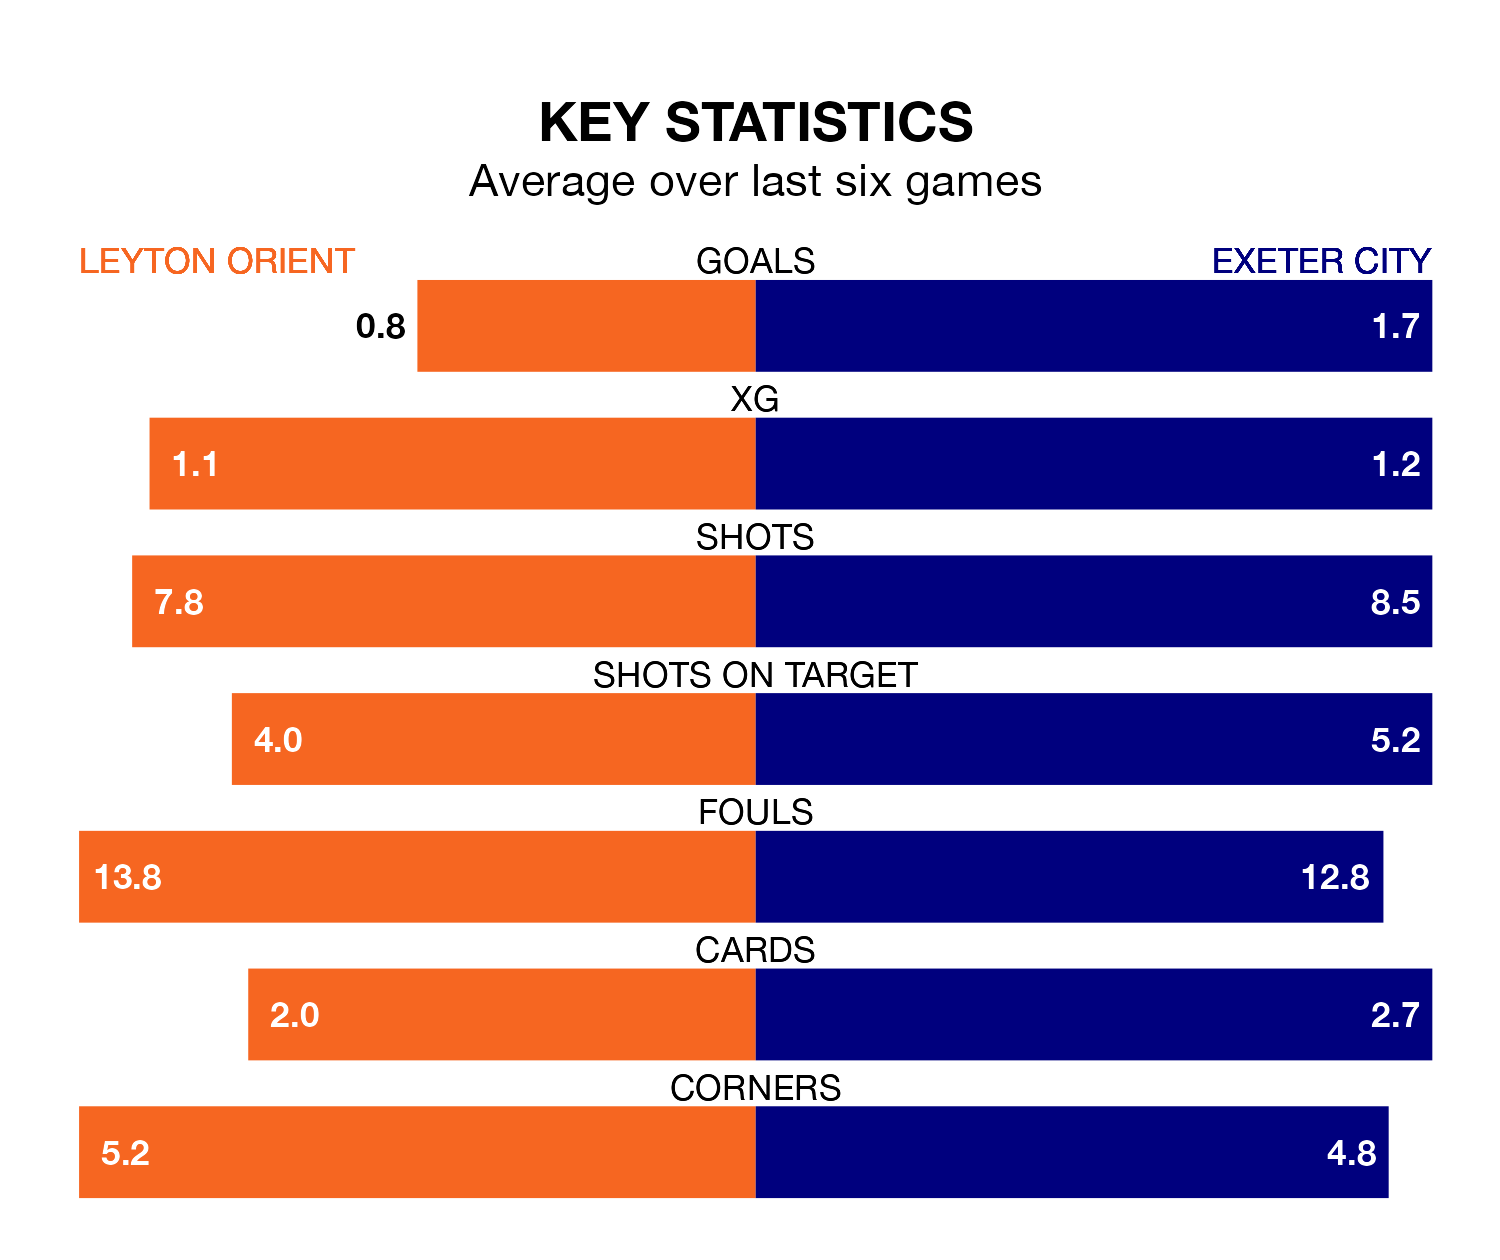 KEY STATISTICS
Average over last six games
LEYTON ORIENT GOALS EXETER CITY
0.8 1.7
XG
1.1 1.2
SHOTS
7.8 8.5
SHOTS ON TARGET
4.0 5.2
FOULS
13.8 12.8
CARDS
2.0 2.7
CORNERS
5.2 4.8